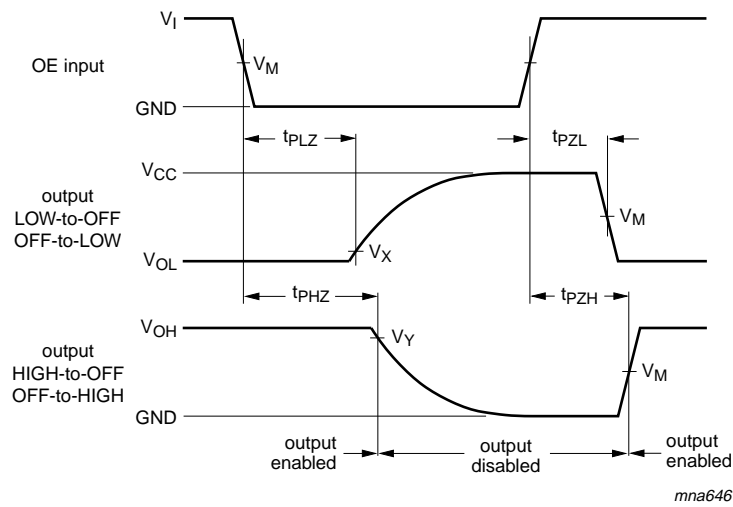 VI
OE input
VM
GND
tPLZ
tPZL
VCC
output
LOW-to-OFF
OFF-to-LOW
VM
VX
VOL
tPHZ
tPZH
VOH
VY
output
HIGH-to-OFF
OFF-to-HIGH
VM
GND
output
enabled
output
disabled
output
enabled
mna646